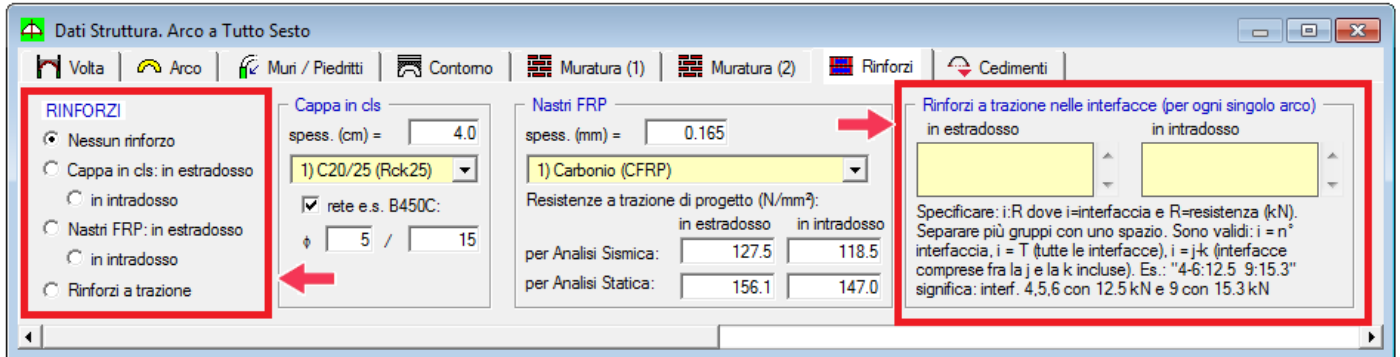 Dati Struttura. Arco a Tutto Sesto
Volta
Arco
Muri / Piedritti
Contorno
Muratura (1)
Muratura (2)
Rinforzi
Cedimenti
RINFORZI
Nessun rinforzo
Cappa in cls: in estradosso
in intradosso
Nastri FRP: in estradosso
in intradosso
Rinforzi a trazione
Cappa in cls
spess. (cm) = 4.0
1) C20/25 (Rck25)
rete e.s. B450C:
ϕ 5 / 15
Nastri FRP
spess. (mm) = 0.165
1) Carbonio (CFRP)
Resistenze a trazione di progetto (N/mm²):
in estradosso in intradosso
per Analisi Sismica: 127.5 118.5
per Analisi Statica: 156.1 147.0
Rinforzi a trazione nelle interfacce (per ogni singolo arco)
in estradosso in intradosso
Specificare: i:R dove i=interfaccia e R=resistenza (kN).
Separare più gruppi con uno spazio. Sono validi: i = n°
interfaccia, i = T (tutte le interfacce), i = j-k (interfacce
comprese fra la j e la k incluse). Es.: "4-6:12.5 9:15.3"
significa: interf. 4,5,6 con 12.5 kN e 9 con 15.3 kN